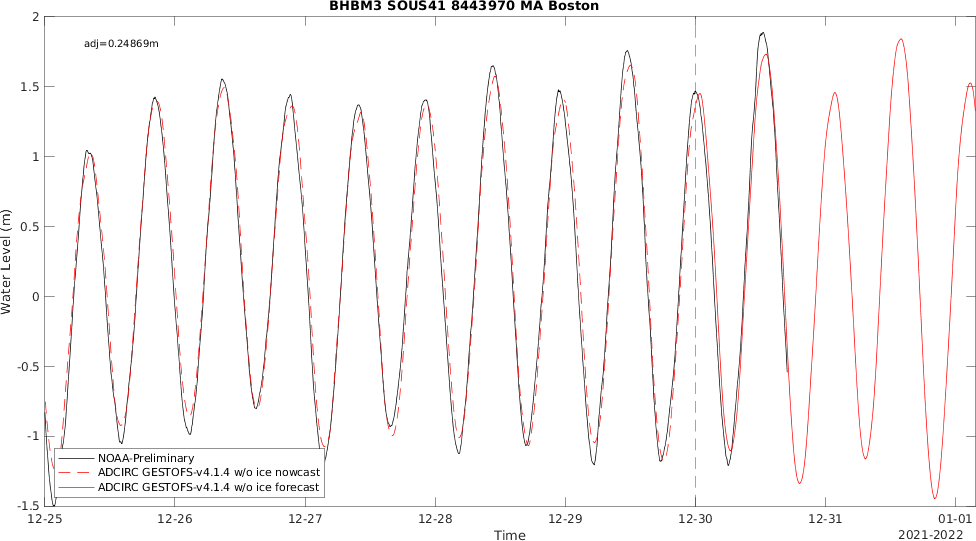 BHBM3 SOUS41 8443970 MA Boston
adj=0.24869m
2
1.5
1
0.5
0
-0.5
-1
-1.5
Water Level (m)
NOAA-Preliminary
ADCIRC GESTOFS-v4.1.4 w/o ice nowcast
ADCIRC GESTOFS-v4.1.4 w/o ice forecast
12-25 12-26 12-27 12-28 12-29 12-30 12-31 01-01
Time
2021-2022